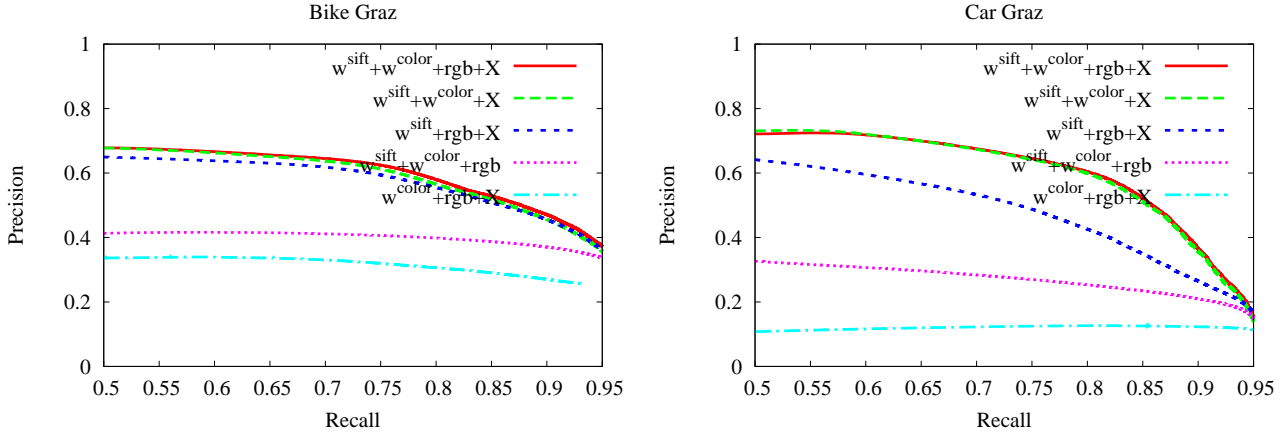 Bike Graz
Precision
1
0.8
0.6
0.4
0.2
0
w^sift+w^color+rgb+X
w^sift+w^color+X
w^sift+rgb+X
w^sift+w^color+rgb
w^color+rgb+X
0.5 0.55 0.6 0.65 0.7 0.75 0.8 0.85 0.9 0.95
Recall
Car Graz
Precision
1
0.8
0.6
0.4
0.2
0
w^sift+w^color+rgb+X
w^sift+w^color+X
w^sift+rgb+X
w^sift+w^color+rgb
w^color+rgb+X
0.5 0.55 0.6 0.65 0.7 0.75 0.8 0.85 0.9 0.95
Recall